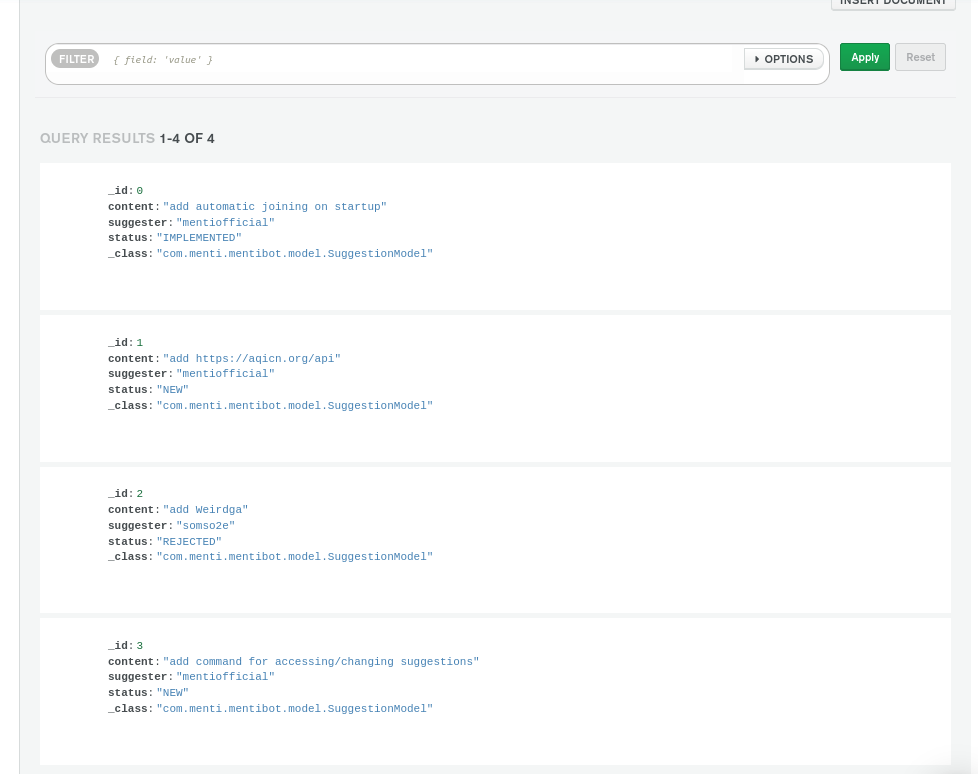 INSERT DOCUMENT
FILTER { field: 'value' } OPTIONS Apply Reset
QUERY RESULTS 1-4 OF 4
_id: 0
content: "add automatic joining on startup"
suggester: "mentiofficial"
status: "IMPLEMENTED"
_class: "com.menti.mentibot.model.SuggestionModel"
_id: 1
content: "add https://aqicn.org/api"
suggester: "mentiofficial"
status: "NEW"
_class: "com.menti.mentibot.model.SuggestionModel"
_id: 2
content: "add Weirdga"
suggester: "somso2e"
status: "REJECTED"
_class: "com.menti.mentibot.model.SuggestionModel"
_id: 3
content: "add command for accessing/changing suggestions"
suggester: "mentiofficial"
status: "NEW"
_class: "com.menti.mentibot.model.SuggestionModel"